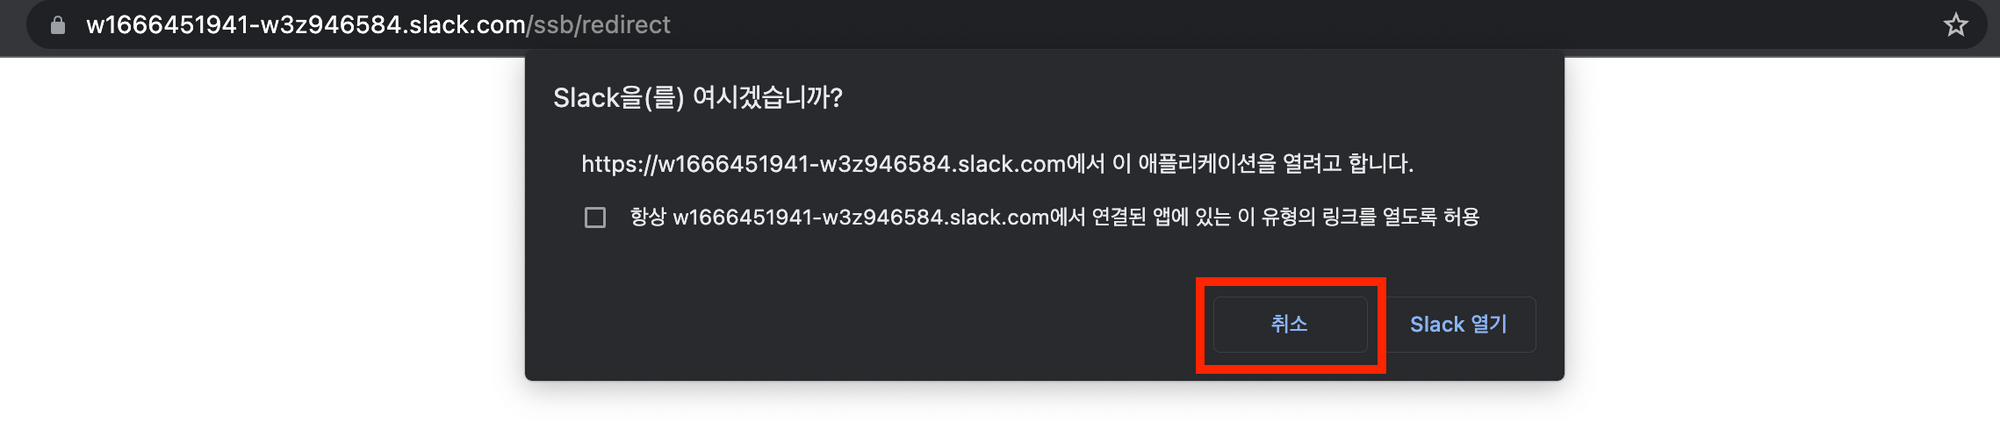 w1666451941-w3z946584.slack.com/ssb/redirect
Slack을(를) 여시겠습니까?
https://w1666451941-w3z946584.slack.com에서 이 애플리케이션을 열려고 합니다.
항상 w1666451941-w3z946584.slack.com에서 연결된 앱에 있는 이 유형의 링크를 열도록 허용
취소
Slack 열기